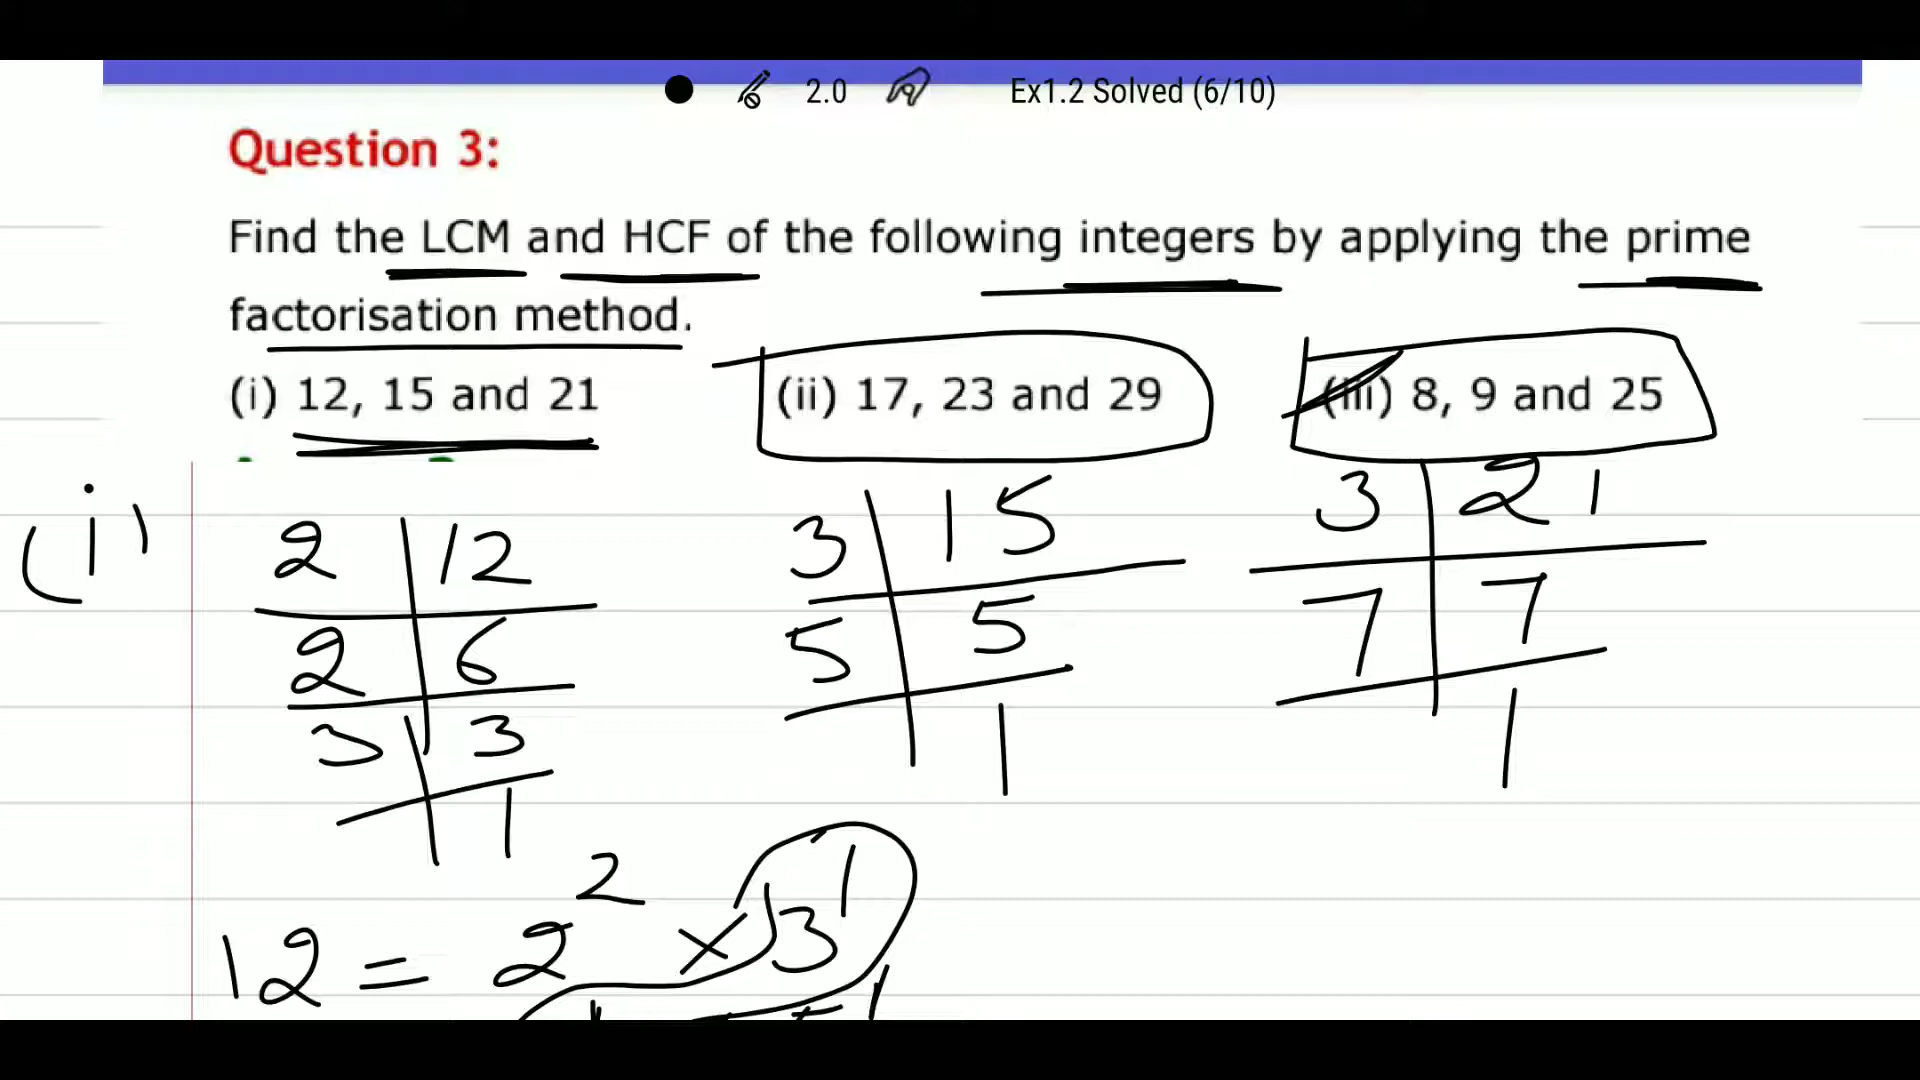 2.0 Ex1.2 Solved (6/10)
Question 3:
Find the LCM and HCF of the following integers by applying the prime
factorisation method.
(i) 12, 15 and 21 (ii) 17, 23 and 29 (iii) 8, 9 and 25
(i)
2 12
2 6
3 3
1
3 15
5 5
1
3 21
7 7
1
12 = 2² × 3¹